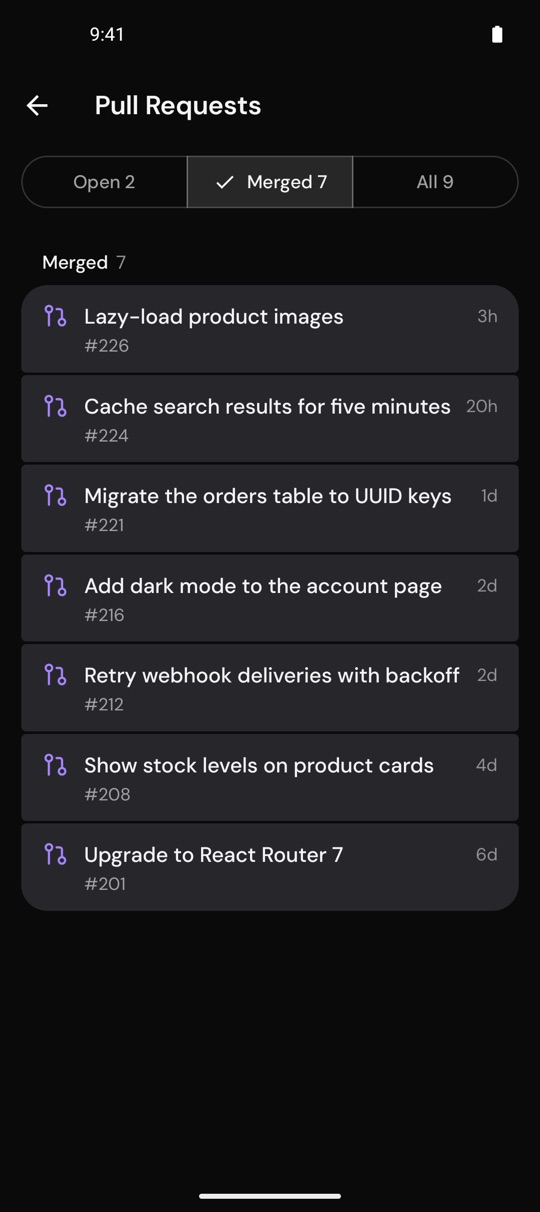 9:41
Pull Requests
Open 2
Merged 7
All 9
Merged 7
Lazy-load product images 3h
#226
Cache search results for five minutes 20h
#224
Migrate the orders table to UUID keys 1d
#221
Add dark mode to the account page 2d
#216
Retry webhook deliveries with backoff 2d
#212
Show stock levels on product cards 4d
#208
Upgrade to React Router 7 6d
#201